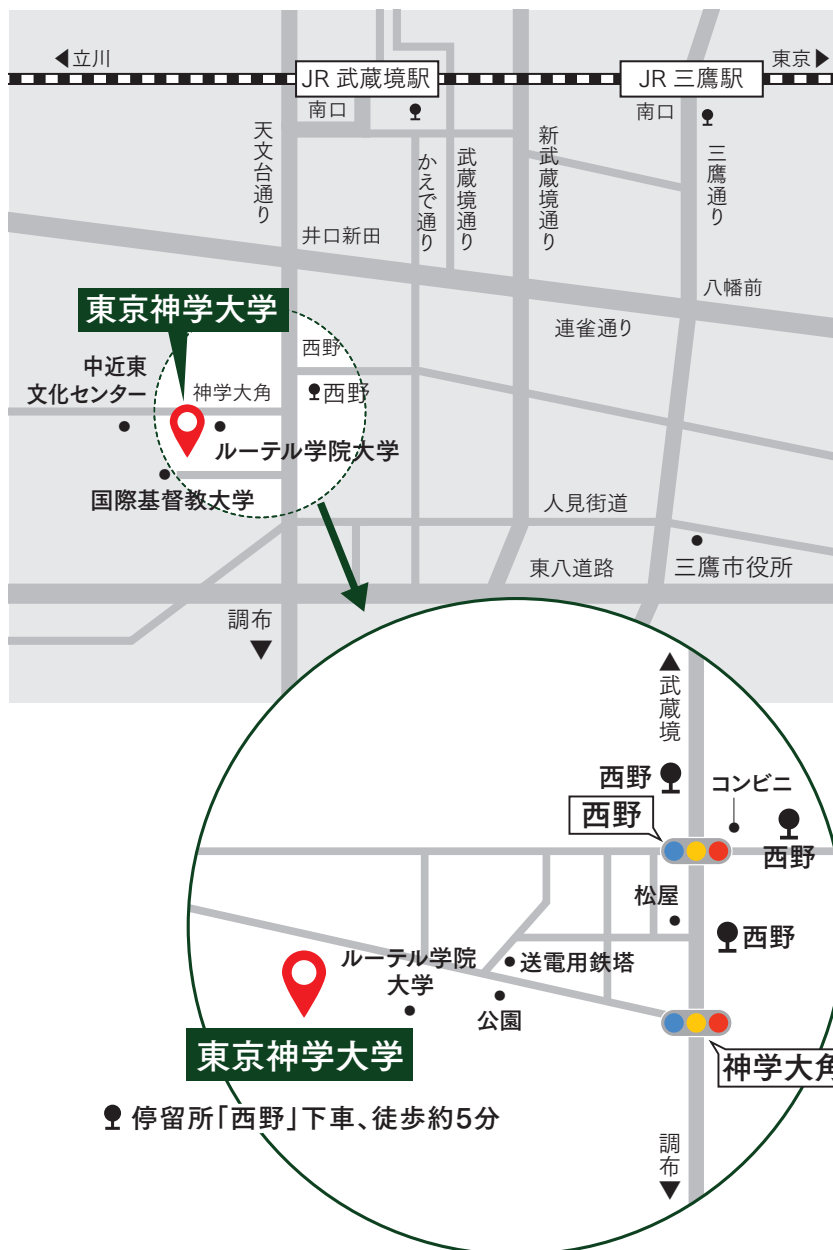 ◀立川
東京▶
JR 武蔵境駅
JR 三鷹駅
南口
南口
天文台通り
かえで通り
武蔵境通り
新武蔵境通り
三鷹通り
井口新田
八幡前
連雀通り
東京神学大学
西野
中近東
文化センター
神学大角
西野
ルーテル学院大学
国際基督教大学
人見街道
東八道路
三鷹市役所
調布
▼
▲
武蔵境
西野
コンビニ
西野
西野
松屋
西野
ルーテル学院
大学
送電用鉄塔
公園
東京神学大学
神学大角
停留所「西野」下車、徒歩約5分
調布
▼